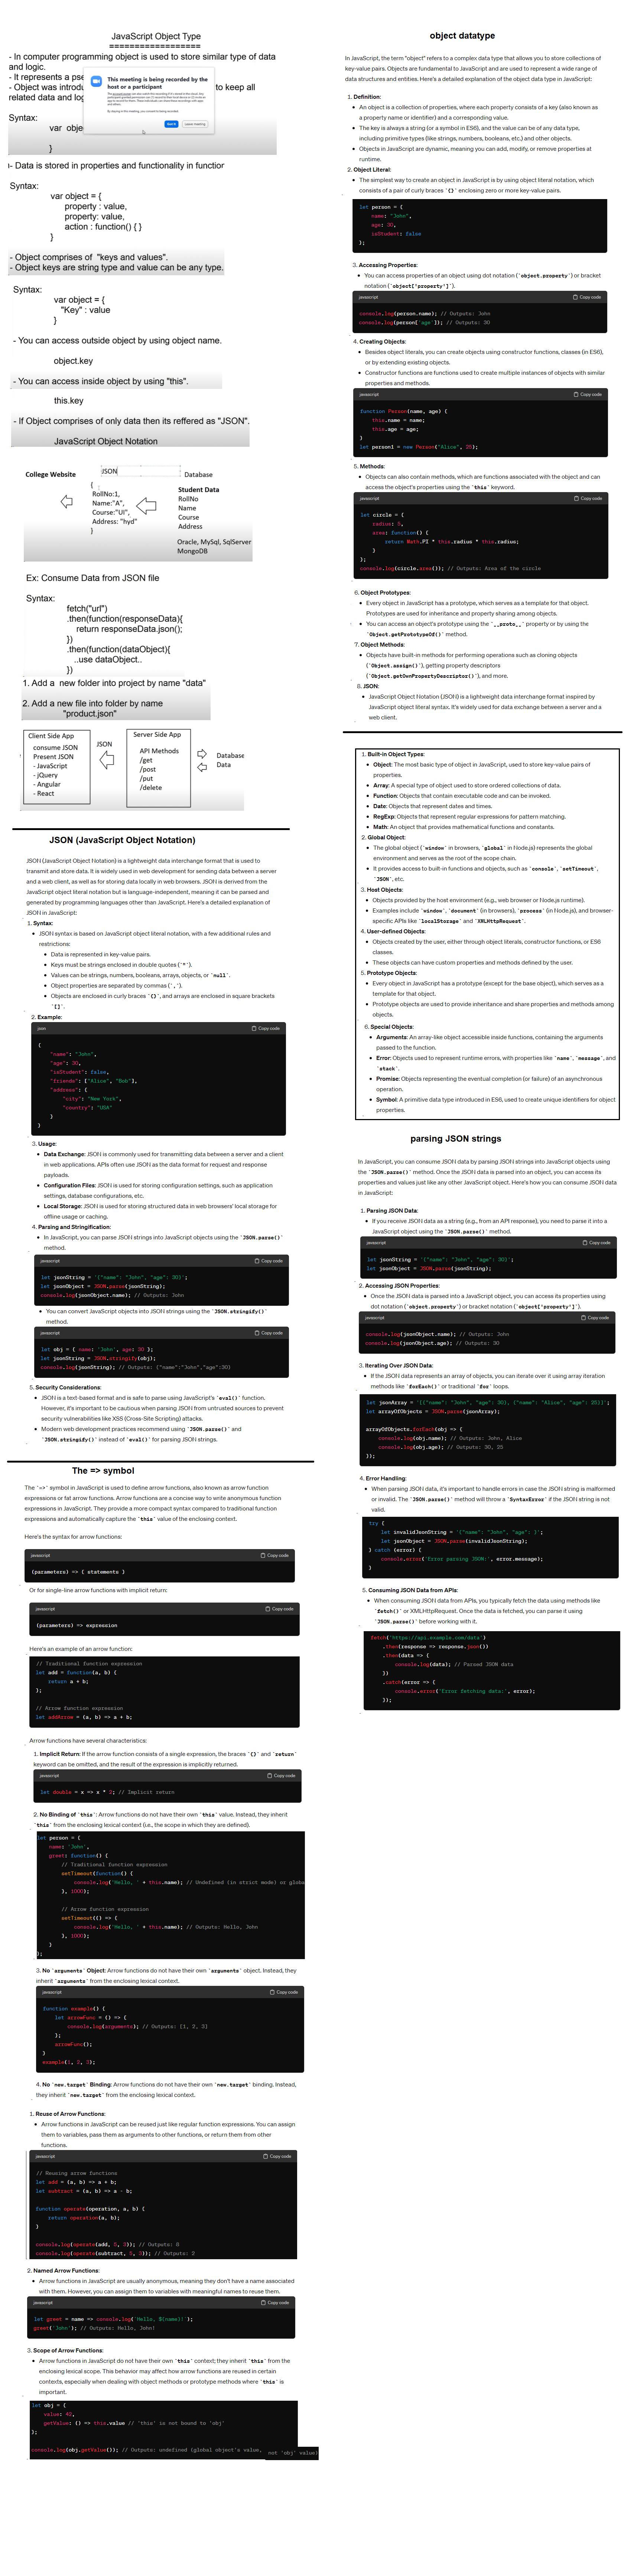 JavaScript Object Type
==================
- In computer programming object is used to store similar type of data
and logic.
- It represents a pse
- Object was introdu
to keep all
related data and log
Syntax:
var obje
}
This meeting is being recorded by the
host or a participant
Got it
Leave meeting
- Data is stored in properties and functionality in function
Syntax:
var object = {
property : value,
property: value,
action : function() { }
}
- Object comprises of "keys and values".
- Object keys are string type and value can be any type.
Syntax:
var object = {
"Key" : value
}
- You can access outside object by using object name.
object.key
- You can access inside object by using "this".
this.key
- If Object comprises of only data then its reffered as "JSON".
JavaScript Object Notation
College Website
JSON
Database
{
RollNo:1,
Name:"A",
Course:"UI",
Address: "hyd"
}
Student Data
RollNo
Name
Course
Address
Oracle, MySql, SqlServer
MongoDB
Ex: Consume Data from JSON file
Syntax:
fetch("url")
.then(function(responseData){
return responseData.json();
})
.then(function(dataObject){
..use dataObject..
})
1. Add a new folder into project by name "data"
2. Add a new file into folder by name
"product.json"
Client Side App
consume JSON
Present JSON
- JavaScript
- jQuery
- Angular
- React
JSON
Server Side App
API Methods
/get
/post
/put
/delete
Database
Data
JSON (JavaScript Object Notation)
JSON (JavaScript Object Notation) is a lightweight data interchange format that is used to
transmit and store data. It is widely used in web development for sending data between a server
and a web client, as well as for storing data locally in web browsers. JSON is derived from the
JavaScript object literal notation but is language-independent, meaning it can be parsed and
generated by programming languages other than JavaScript. Here's a detailed explanation of
JSON in JavaScript:
1. Syntax:
• JSON syntax is based on JavaScript object literal notation, with a few additional rules and
restrictions:
• Data is represented in key-value pairs.
• Keys must be strings enclosed in double quotes (`"`).
• Values can be strings, numbers, booleans, arrays, objects, or `null`.
• Object properties are separated by commas (`,`).
• Objects are enclosed in curly braces `{}`, and arrays are enclosed in square brackets
`[]`.
2. Example:
json
Copy code
{
"name": "John",
"age": 30,
"isStudent": false,
"friends": ["Alice", "Bob"],
"address": {
"city": "New York",
"country": "USA"
}
}
3. Usage:
• Data Exchange: JSON is commonly used for transmitting data between a server and a client
in web applications. APIs often use JSON as the data format for request and response
payloads.
• Configuration Files: JSON is used for storing configuration settings, such as application
settings, database configurations, etc.
• Local Storage: JSON is used for storing structured data in web browsers' local storage for
offline usage or caching.
4. Parsing and Stringification:
• In JavaScript, you can parse JSON strings into JavaScript objects using the `JSON.parse()`
method.
javascript
Copy code
let jsonString = '{"name": "John", "age": 30}';
let jsonObject = JSON.parse(jsonString);
console.log(jsonObject.name); // Outputs: John
• You can convert JavaScript objects into JSON strings using the `JSON.stringify()`
method.
javascript
Copy code
let obj = { name: 'John', age: 30 };
let jsonString = JSON.stringify(obj);
console.log(jsonString); // Outputs: {"name":"John","age":30}
5. Security Considerations:
• JSON is a text-based format and is safe to parse using JavaScript's `eval()` function.
However, it's important to be cautious when parsing JSON from untrusted sources to prevent
security vulnerabilities like XSS (Cross-Site Scripting) attacks.
• Modern web development practices recommend using `JSON.parse()` and
`JSON.stringify()` instead of `eval()` for parsing JSON strings.
The => symbol
The `=>` symbol in JavaScript is used to define arrow functions, also known as arrow function
expressions or fat arrow functions. Arrow functions are a concise way to write anonymous function
expressions in JavaScript. They provide a more compact syntax compared to traditional function
expressions and automatically capture the `this` value of the enclosing context.
Here's the syntax for arrow functions:
javascript
Copy code
(parameters) => { statements }
Or for single-line arrow functions with implicit return:
javascript
Copy code
(parameters) => expression
Here's an example of an arrow function:
// Traditional function expression
let add = function(a, b) {
return a + b;
};
// Arrow function expression
let addArrow = (a, b) => a + b;
Arrow functions have several characteristics:
1. Implicit Return: If the arrow function consists of a single expression, the braces `{}` and `return`
keyword can be omitted, and the result of the expression is implicitly returned.
javascript
Copy code
let double = x => x * 2; // Implicit return
2. No Binding of `this`: Arrow functions do not have their own `this` value. Instead, they inherit
`this` from the enclosing lexical context (i.e., the scope in which they are defined).
let person = {
name: 'John',
greet: function() {
// Traditional function expression
setTimeout(function() {
console.log('Hello, ' + this.name); // Undefined (in strict mode) or globa
}, 1000);
// Arrow function expression
setTimeout(() => {
console.log('Hello, ' + this.name); // Outputs: Hello, John
}, 1000);
}
};
3. No `arguments` Object: Arrow functions do not have their own `arguments` object. Instead, they
inherit `arguments` from the enclosing lexical context.
javascript
Copy code
function example() {
let arrowFunc = () => {
console.log(arguments); // Outputs: [1, 2, 3]
};
arrowFunc();
}
example(1, 2, 3);
4. No `new.target` Binding: Arrow functions do not have their own `new.target` binding. Instead,
they inherit `new.target` from the enclosing lexical context.
1. Reuse of Arrow Functions:
• Arrow functions in JavaScript can be reused just like regular function expressions. You can assign
them to variables, pass them as arguments to other functions, or return them from other
functions.
javascript
Copy code
// Reusing arrow functions
let add = (a, b) => a + b;
let subtract = (a, b) => a - b;
function operate(operation, a, b) {
return operation(a, b);
}
console.log(operate(add, 5, 3)); // Outputs: 8
console.log(operate(subtract, 5, 3)); // Outputs: 2
2. Named Arrow Functions:
• Arrow functions in JavaScript are usually anonymous, meaning they don't have a name associated
with them. However, you can assign them to variables with meaningful names to reuse them.
javascript
Copy code
let greet = name => console.log(`Hello, ${name}!`);
greet('John'); // Outputs: Hello, John!
3. Scope of Arrow Functions:
• Arrow functions in JavaScript do not have their own `this` context; they inherit `this` from the
enclosing lexical scope. This behavior may affect how arrow functions are reused in certain
contexts, especially when dealing with object methods or prototype methods where `this` is
important.
let obj = {
value: 42,
getValue: () => this.value // 'this' is not bound to 'obj'
};
console.log(obj.getValue()); // Outputs: undefined (global object's value, not 'obj' value)
object datatype
In JavaScript, the term "object" refers to a complex data type that allows you to store collections of
key-value pairs. Objects are fundamental to JavaScript and are used to represent a wide range of
data structures and entities. Here's a detailed explanation of the object data type in JavaScript:
1. Definition:
• An object is a collection of properties, where each property consists of a key (also known as
a property name or identifier) and a corresponding value.
• The key is always a string (or a symbol in ES6), and the value can be of any data type,
including primitive types (like strings, numbers, booleans, etc.) and other objects.
• Objects in JavaScript are dynamic, meaning you can add, modify, or remove properties at
runtime.
2. Object Literal:
• The simplest way to create an object in JavaScript is by using object literal notation, which
consists of a pair of curly braces `{}` enclosing zero or more key-value pairs.
let person = {
name: "John",
age: 30,
isStudent: false
};
3. Accessing Properties:
• You can access properties of an object using dot notation (`object.property`) or bracket
notation (`object['property']`).
javascript
Copy code
console.log(person.name); // Outputs: John
console.log(person['age']); // Outputs: 30
4. Creating Objects:
• Besides object literals, you can create objects using constructor functions, classes (in ES6),
or by extending existing objects.
• Constructor functions are functions used to create multiple instances of objects with similar
properties and methods.
javascript
Copy code
function Person(name, age) {
this.name = name;
this.age = age;
}
let person1 = new Person("Alice", 25);
5. Methods:
• Objects can also contain methods, which are functions associated with the object and can
access the object's properties using the `this` keyword.
javascript
Copy code
let circle = {
radius: 5,
area: function() {
return Math.PI * this.radius * this.radius;
}
};
console.log(circle.area()); // Outputs: Area of the circle
6. Object Prototypes:
• Every object in JavaScript has a prototype, which serves as a template for that object.
Prototypes are used for inheritance and property sharing among objects.
• You can access an object's prototype using the `__proto__` property or by using the
`Object.getPrototypeOf()` method.
7. Object Methods:
• Objects have built-in methods for performing operations such as cloning objects
(`Object.assign()`), getting property descriptors
(`Object.getOwnPropertyDescriptor()`), and more.
8. JSON:
• JavaScript Object Notation (JSON) is a lightweight data interchange format inspired by
JavaScript object literal syntax. It's widely used for data exchange between a server and a
web client.
1. Built-in Object Types:
• Object: The most basic type of object in JavaScript, used to store key-value pairs of
properties.
• Array: A special type of object used to store ordered collections of data.
• Function: Objects that contain executable code and can be invoked.
• Date: Objects that represent dates and times.
• RegExp: Objects that represent regular expressions for pattern matching.
• Math: An object that provides mathematical functions and constants.
2. Global Object:
• The global object (`window` in browsers, `global` in Node.js) represents the global
environment and serves as the root of the scope chain.
• It provides access to built-in functions and objects, such as `console`, `setTimeout`,
`JSON`, etc.
3. Host Objects:
• Objects provided by the host environment (e.g., web browser or Node.js runtime).
• Examples include `window`, `document` (in browsers), `process` (in Node.js), and browser-
specific APIs like `localStorage` and `XMLHttpRequest`.
4. User-defined Objects:
• Objects created by the user, either through object literals, constructor functions, or ES6
classes.
• These objects can have custom properties and methods defined by the user.
5. Prototype Objects:
• Every object in JavaScript has a prototype (except for the base object), which serves as a
template for that object.
• Prototype objects are used to provide inheritance and share properties and methods among
objects.
6. Special Objects:
• Arguments: An array-like object accessible inside functions, containing the arguments
passed to the function.
• Error: Objects used to represent runtime errors, with properties like `name`, `message`, and
`stack`.
• Promise: Objects representing the eventual completion (or failure) of an asynchronous
operation.
• Symbol: A primitive data type introduced in ES6, used to create unique identifiers for object
properties.
parsing JSON strings
In JavaScript, you can consume JSON data by parsing JSON strings into JavaScript objects using
the `JSON.parse()` method. Once the JSON data is parsed into an object, you can access its
properties and values just like any other JavaScript object. Here's how you can consume JSON data
in JavaScript:
1. Parsing JSON Data:
• If you receive JSON data as a string (e.g., from an API response), you need to parse it into a
JavaScript object using the `JSON.parse()` method.
javascript
Copy code
let jsonString = '{"name": "John", "age": 30}';
let jsonObject = JSON.parse(jsonString);
2. Accessing JSON Properties:
• Once the JSON data is parsed into a JavaScript object, you can access its properties using
dot notation (`object.property`) or bracket notation (`object['property']`).
javascript
Copy code
console.log(jsonObject.name); // Outputs: John
console.log(jsonObject.age); // Outputs: 30
3. Iterating Over JSON Data:
• If the JSON data represents an array of objects, you can iterate over it using array iteration
methods like `forEach()` or traditional `for` loops.
let jsonArray = '[{"name": "John", "age": 30}, {"name": "Alice", "age": 25}]';
let arrayOfObjects = JSON.parse(jsonArray);
arrayOfObjects.forEach(obj => {
console.log(obj.name); // Outputs: John, Alice
console.log(obj.age); // Outputs: 30, 25
});
4. Error Handling:
• When parsing JSON data, it's important to handle errors in case the JSON string is malformed
or invalid. The `JSON.parse()` method will throw a `SyntaxError` if the JSON string is not
valid.
try {
let invalidJsonString = '{"name": "John", "age": }';
let jsonObject = JSON.parse(invalidJsonString);
} catch (error) {
console.error('Error parsing JSON:', error.message);
}
5. Consuming JSON Data from APIs:
• When consuming JSON data from APIs, you typically fetch the data using methods like
`fetch()` or XMLHttpRequest. Once the data is fetched, you can parse it using
`JSON.parse()` before working with it.
fetch('https://api.example.com/data')
.then(response => response.json())
.then(data => {
console.log(data); // Parsed JSON data
})
.catch(error => {
console.error('Error fetching data:', error);
});